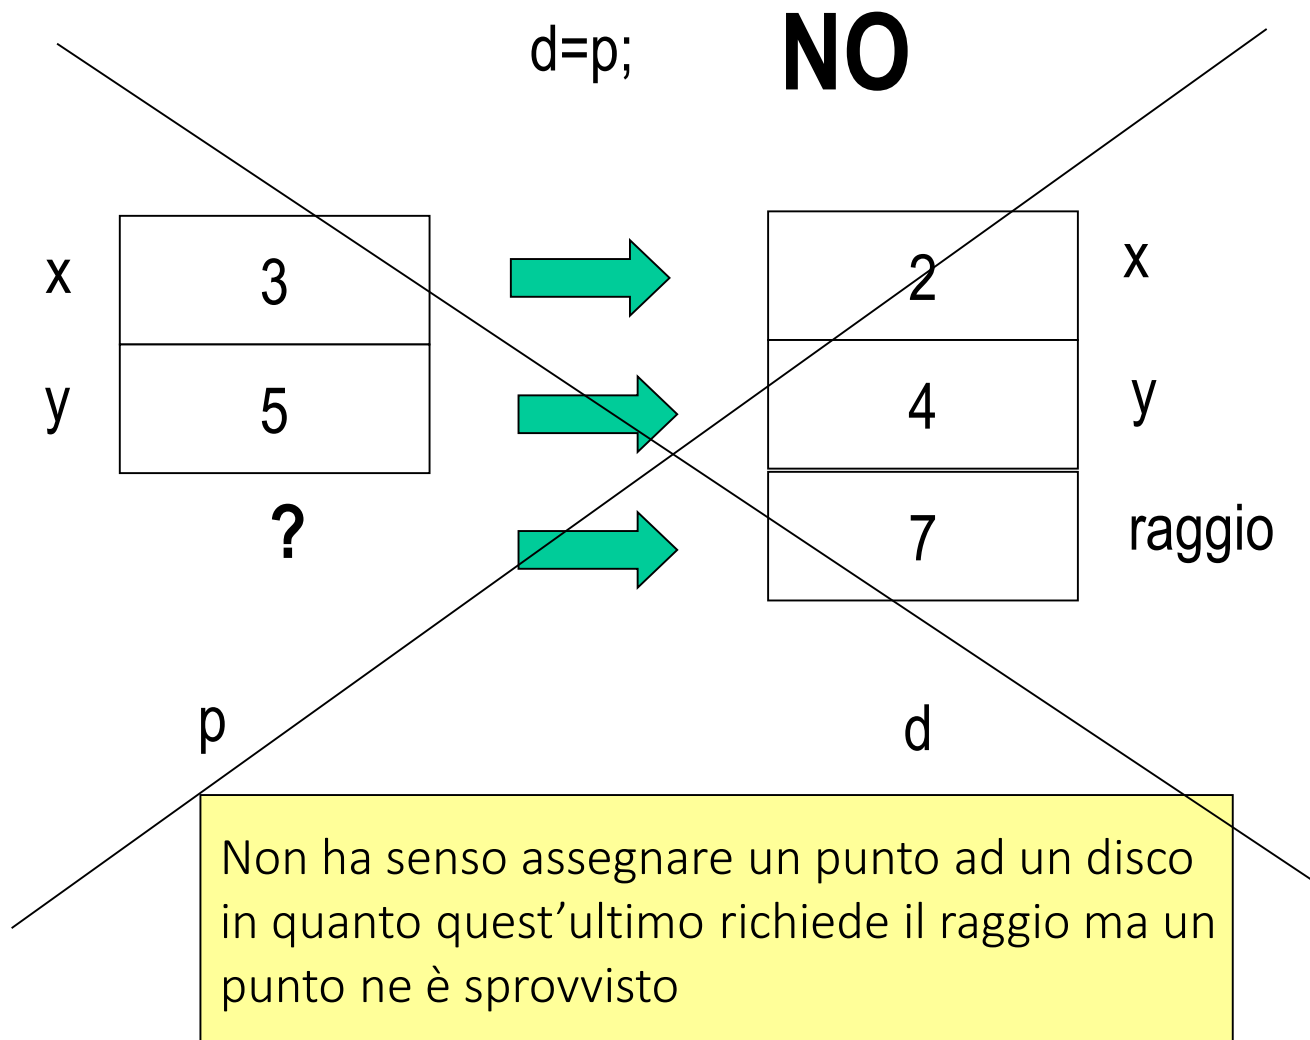 d=p; NO
x 3 2 x
y 5 4 y
? 7 raggio
p d
Non ha senso assegnare un punto ad un disco
in quanto quest’ultimo richiede il raggio ma un
punto ne è sprovvisto